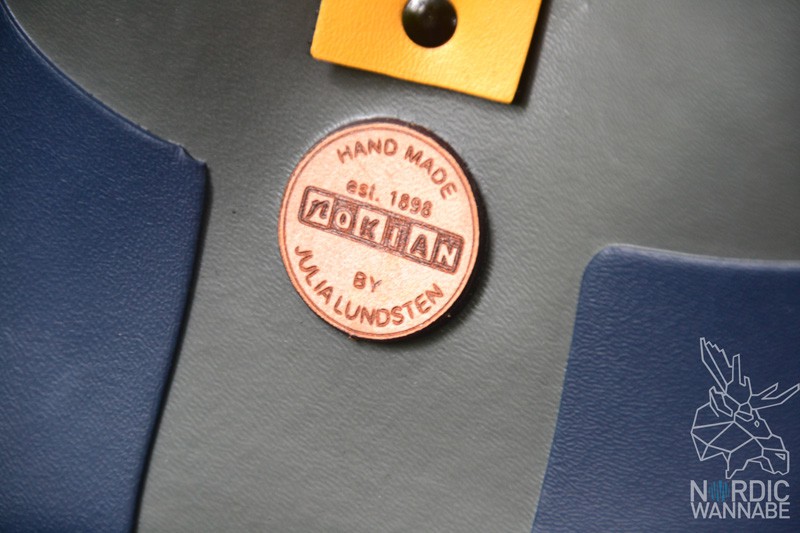 HAND MADE
est. 1898
NOKIAN
BY
JULIA LUNDSTEN
NORDIC
WANNABE